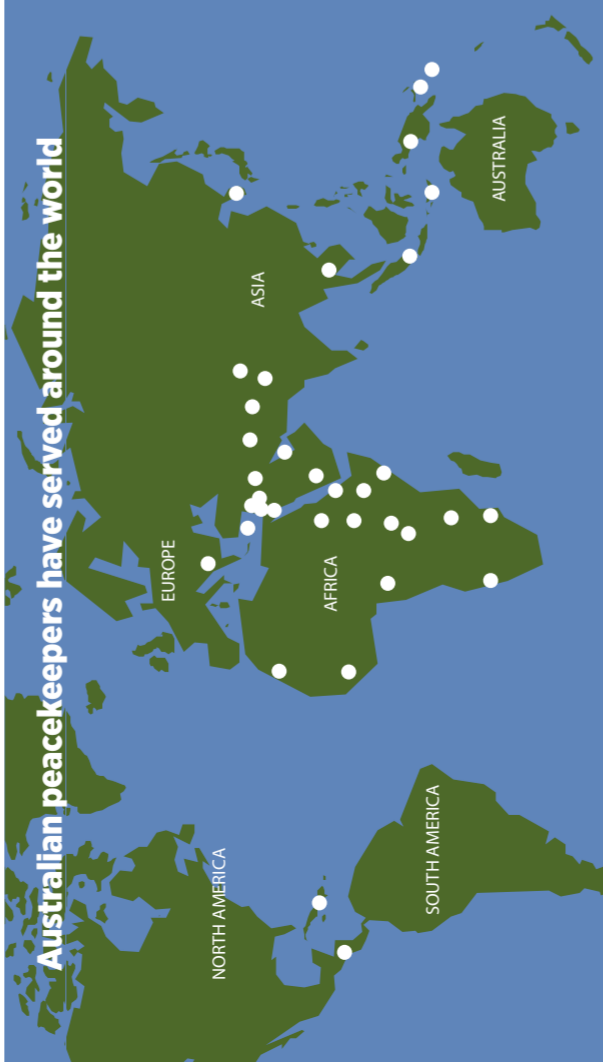 Australian peacekeepers have served around the world
NORTH AMERICA
EUROPE
ASIA
AFRICA
SOUTH AMERICA
AUSTRALIA